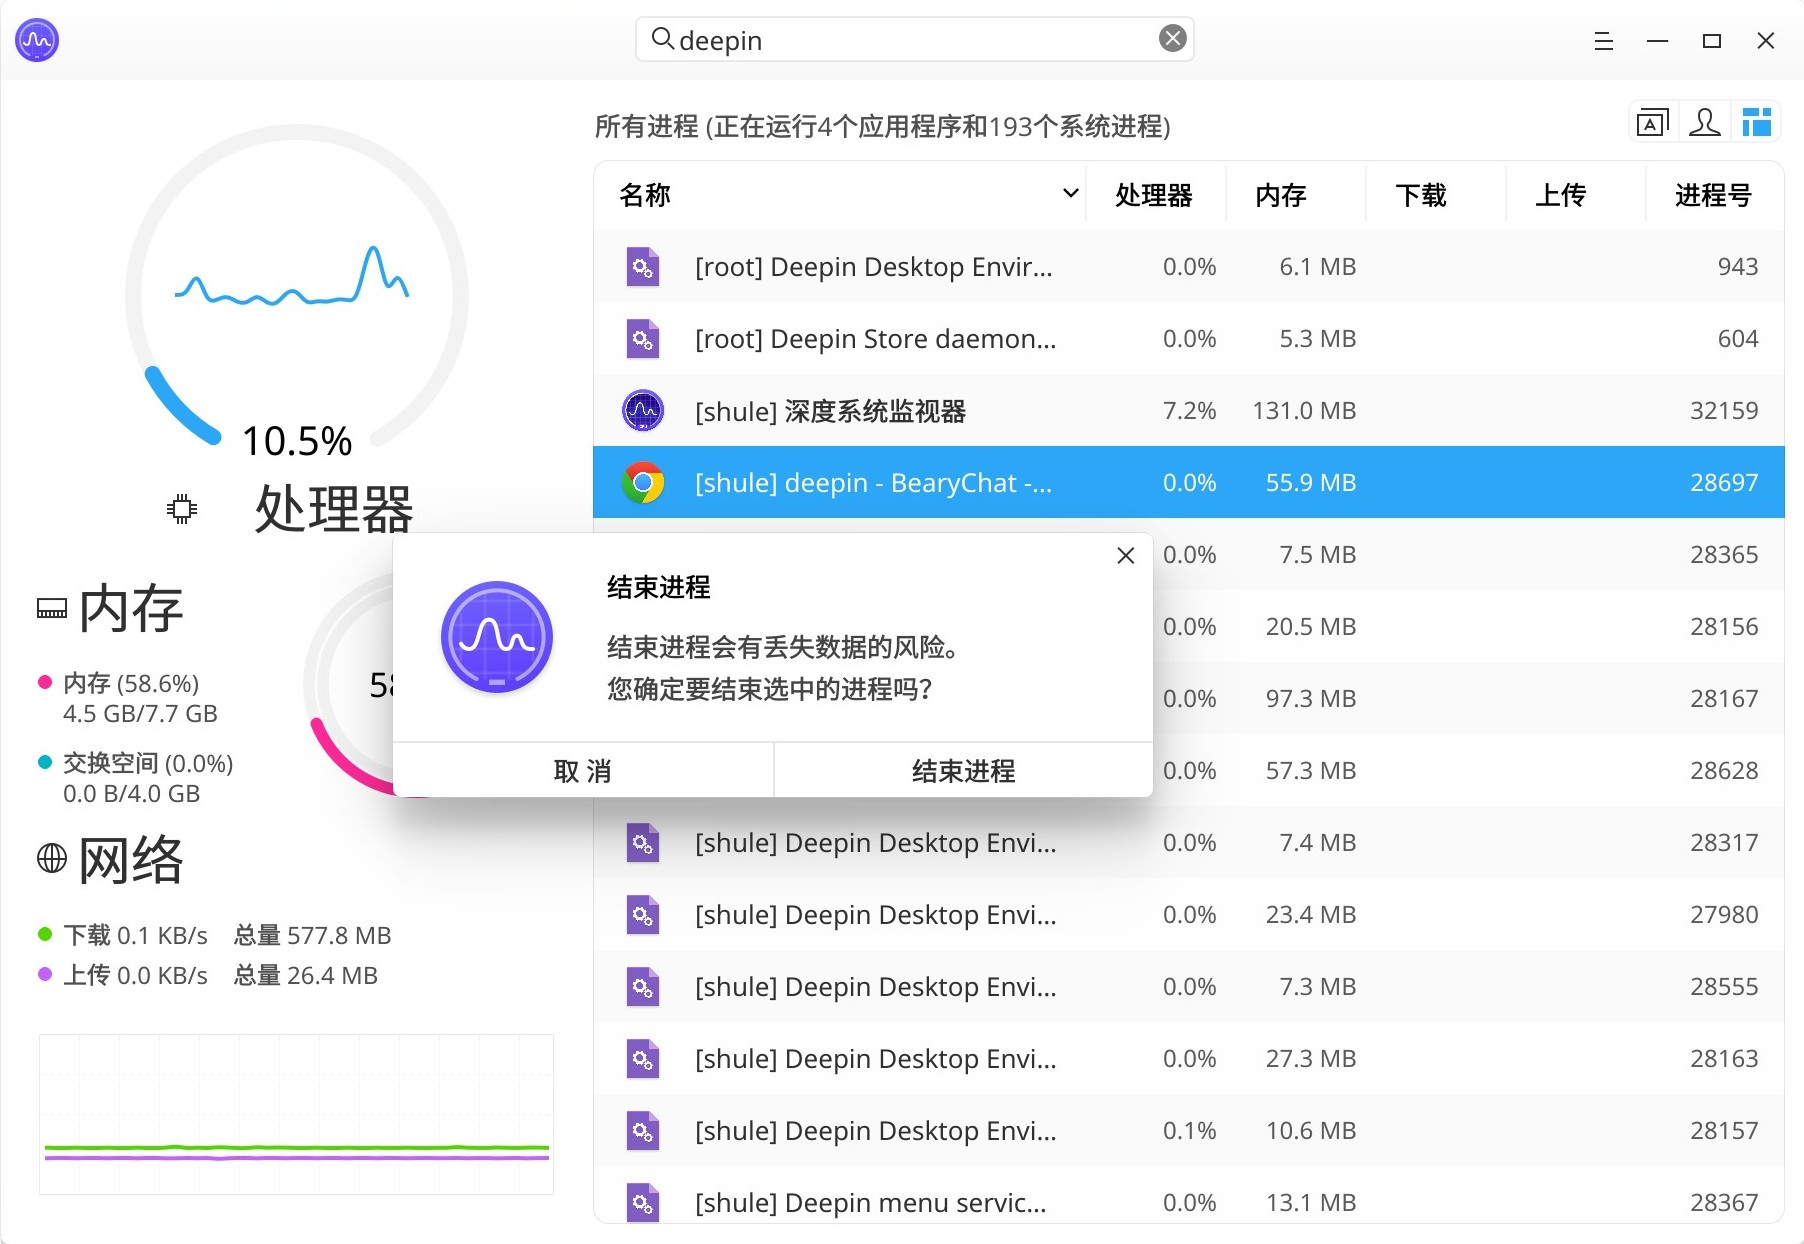 deepin
所有进程 (正在运行4个应用程序和193个系统进程)
名称 处理器 内存 下载 上传 进程号
[root] Deepin Desktop Envir... 0.0% 6.1 MB 943
[root] Deepin Store daemon... 0.0% 5.3 MB 604
[shule] 深度系统监视器 7.2% 131.0 MB 32159
[shule] deepin - BearyChat -... 0.0% 55.9 MB 28697
0.0% 7.5 MB 28365
0.0% 20.5 MB 28156
0.0% 97.3 MB 28167
0.0% 57.3 MB 28628
[shule] Deepin Desktop Envi... 0.0% 7.4 MB 28317
[shule] Deepin Desktop Envi... 0.0% 23.4 MB 27980
[shule] Deepin Desktop Envi... 0.0% 7.3 MB 28555
[shule] Deepin Desktop Envi... 0.0% 27.3 MB 28163
[shule] Deepin Desktop Envi... 0.1% 10.6 MB 28157
[shule] Deepin menu servic... 0.0% 13.1 MB 28367
10.5%
处理器
内存
内存 (58.6%)
4.5 GB/7.7 GB
交换空间 (0.0%)
0.0 B/4.0 GB
网络
下载 0.1 KB/s 总量 577.8 MB
上传 0.0 KB/s 总量 26.4 MB
结束进程
结束进程会有丢失数据的风险。
您确定要结束选中的进程吗？
取 消 结束进程